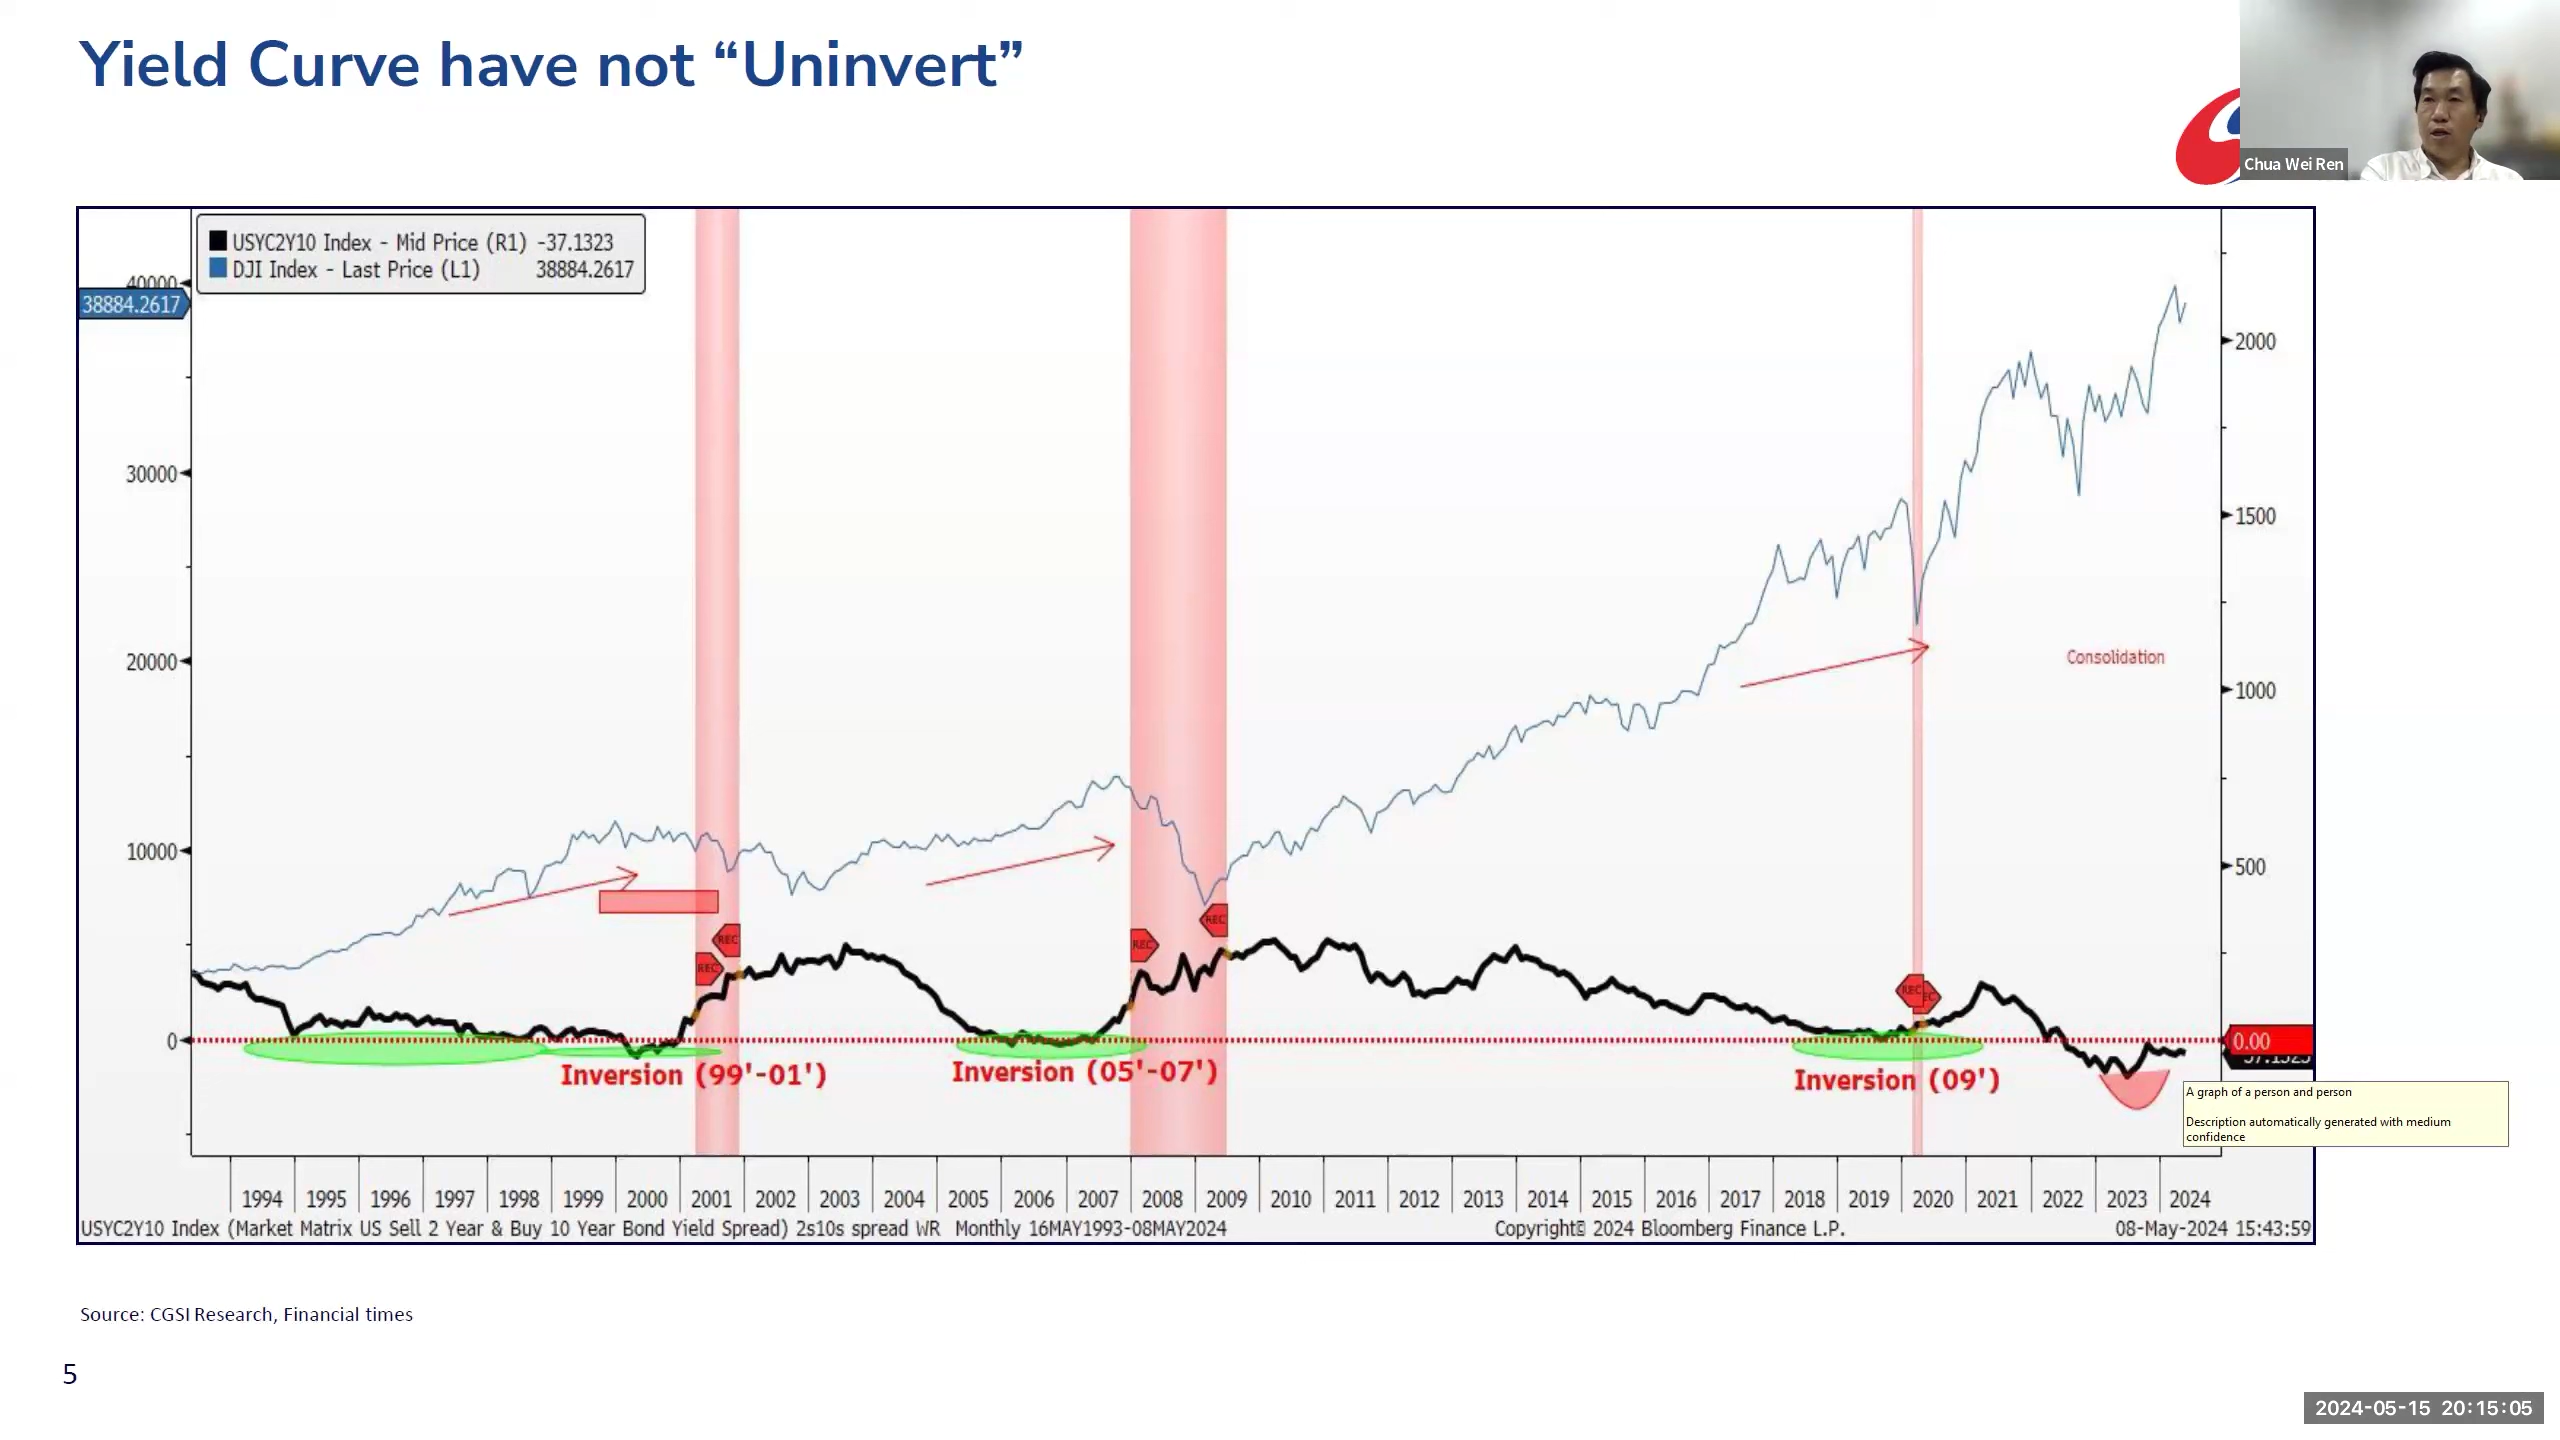 Yield Curve have not “Uninvert”
Chua Wei Ren
USYC2Y10 Index - Mid Price (R1) -37.1323
DJI Index - Last Price (L1) 38884.2617
40000
38884.2617
30000
20000
10000
0
2000
1500
1000
500
0.00
Consolidation
REC
REC
REC
REC
REC
Inversion (99'-01')
Inversion (05'-07')
Inversion (09')
A graph of a person and person
Description automatically generated with medium
confidence
1994 1995 1996 1997 1998 1999 2000 2001 2002 2003 2004 2005 2006 2007 2008 2009 2010 2011 2012 2013 2014 2015 2016 2017 2018 2019 2020 2021 2022 2023 2024
USYC2Y10 Index (Market Matrix US Sell 2 Year & Buy 10 Year Bond Yield Spread) 2s10s spread WR Monthly 16MAY1993-08MAY2024 Copyright© 2024 Bloomberg Finance L.P. 08-May-2024 15:43:59
Source: CGSI Research, Financial times
5
2024-05-15 20:15:05